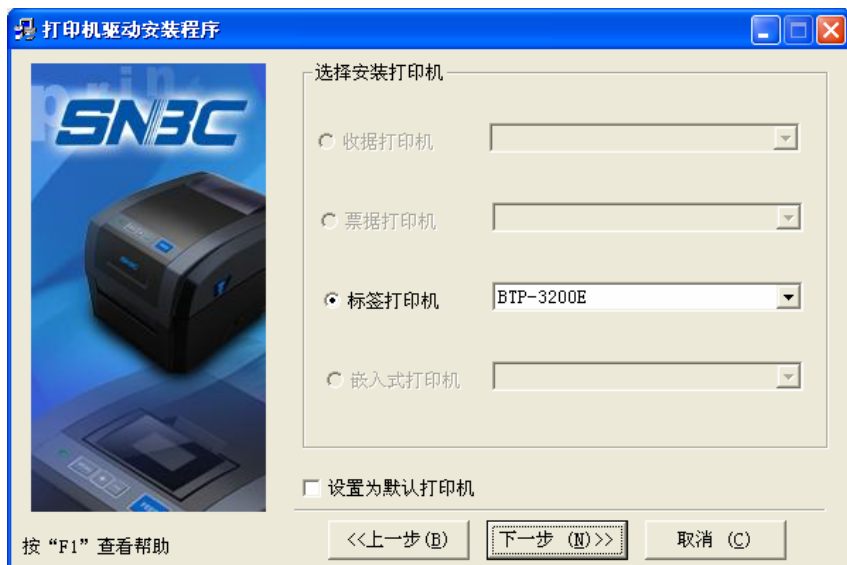 打印机驱动安装程序
prin
SNBC
选择安装打印机
收据打印机
票据打印机
标签打印机 BTP-3200E
嵌入式打印机
设置为默认打印机
按“F1”查看帮助
<<上一步(B) 下一步 (N)>> 取消 (C)